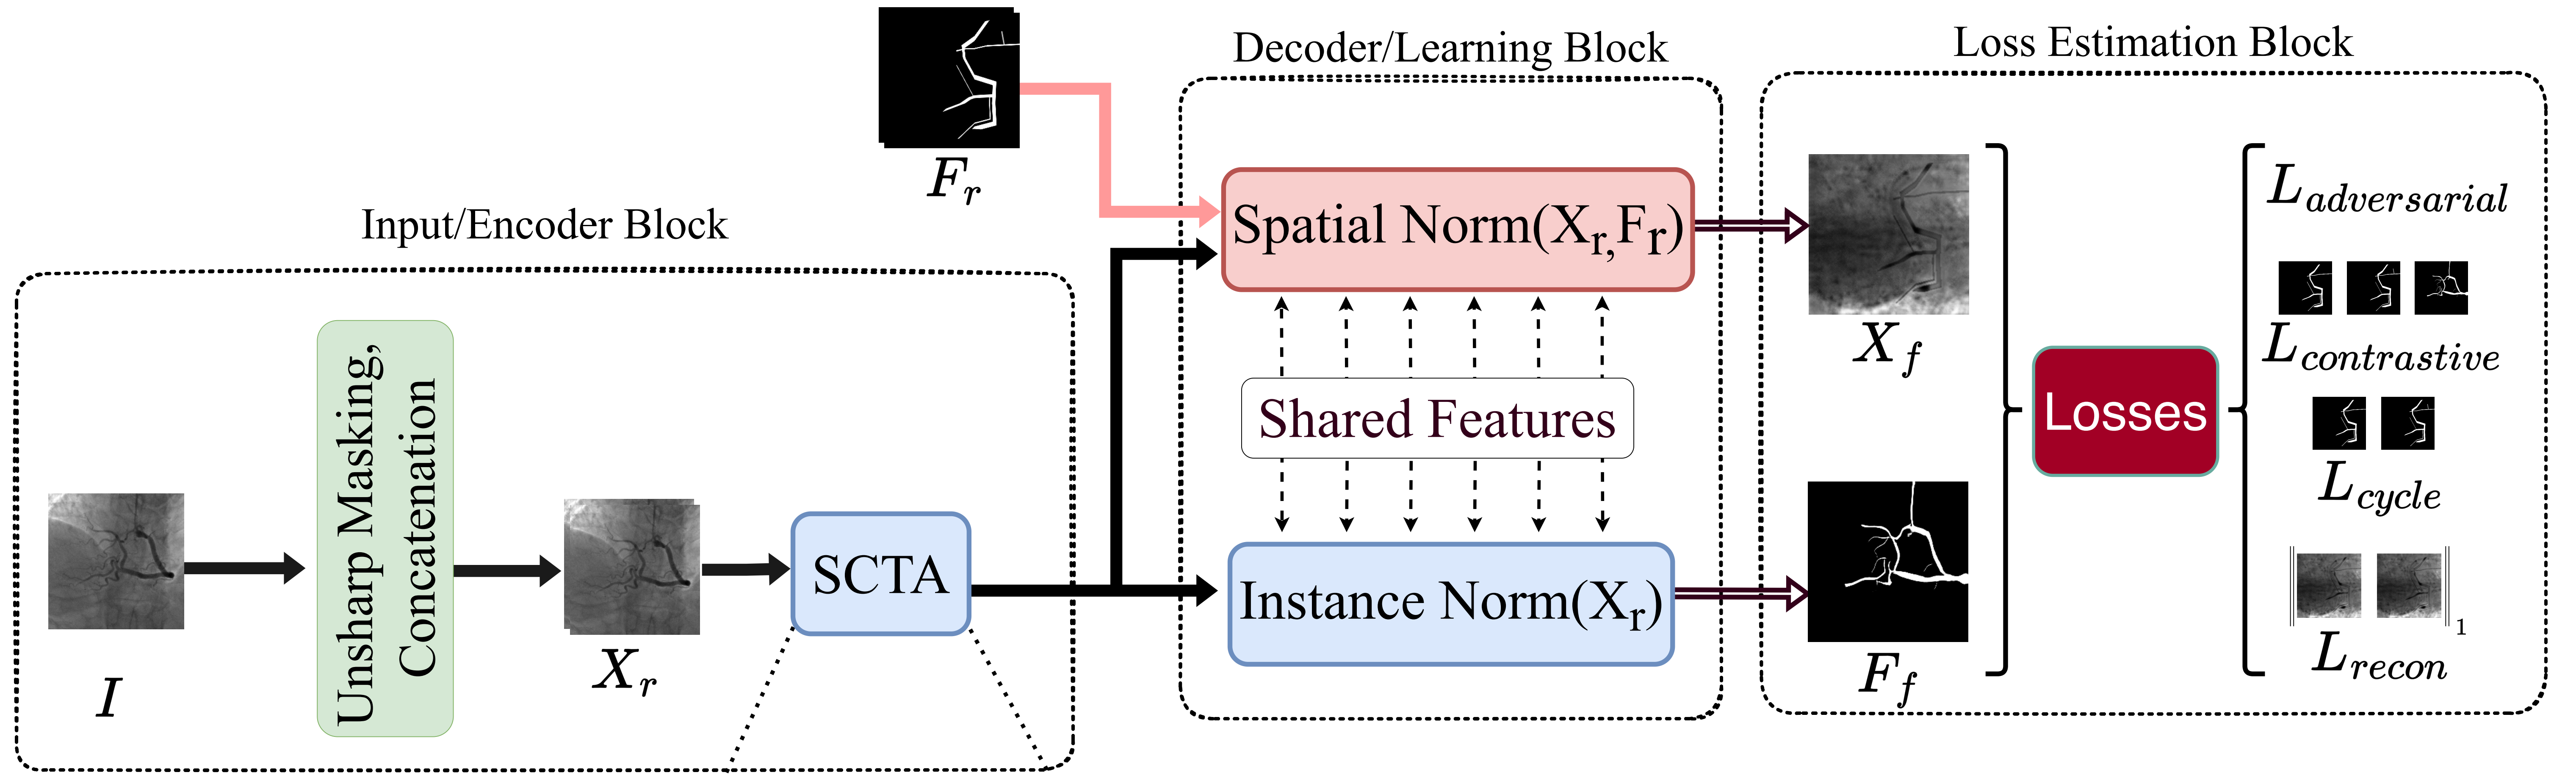 Input/Encoder Block
I
Unsharp Masking,
Concatenation
X_r
SCTA
F_r
Decoder/Learning Block
Spatial Norm(X_r,F_r)
Shared Features
Instance Norm(X_r)
Loss Estimation Block
X_f
F_f
Losses
L_adversarial
L_contrastive
L_cycle
1
L_recon